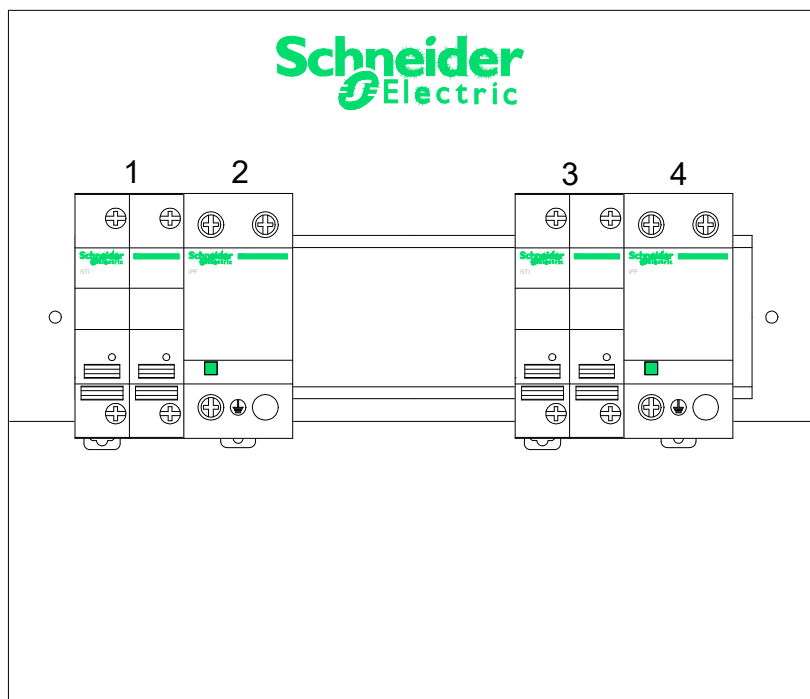 Schneider
Electric
1 2 3 4
Schneider
Electric
STI
Schneider
Electric
iPF
Schneider
Electric
STI
Schneider
Electric
iPF